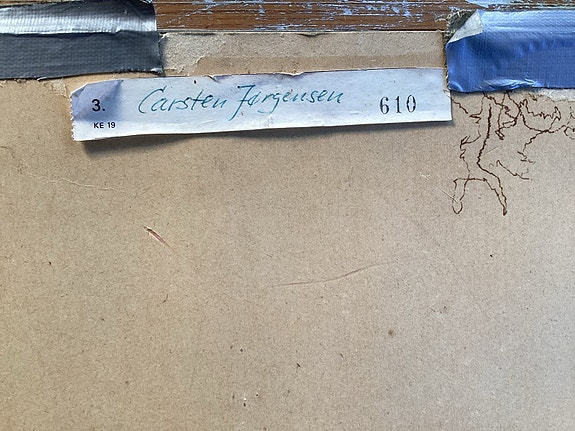 3. Carsten Jørgensen 610
KE 19